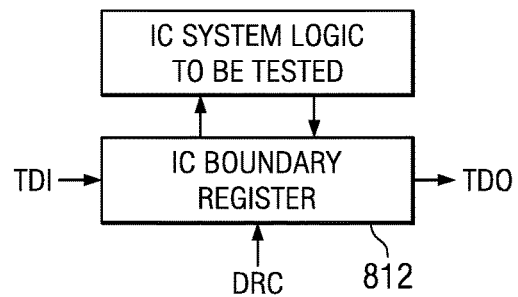 IC SYSTEM LOGIC
TO BE TESTED
TDI
IC BOUNDARY
REGISTER
TDO
DRC
812